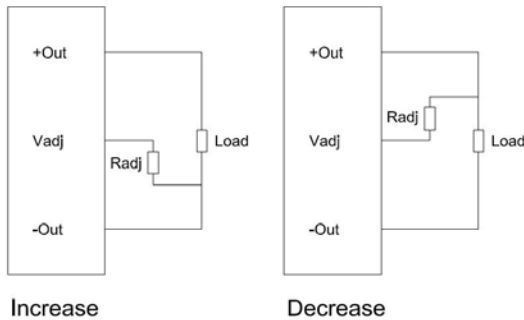 +Out
Vadj
Radj
Load
-Out
Increase
+Out
Radj
Vadj
Load
-Out
Decrease